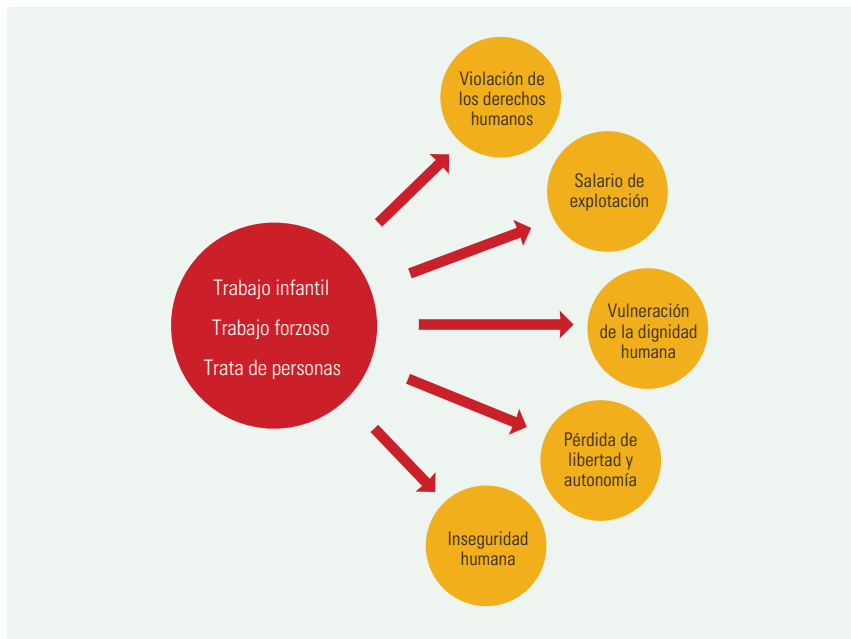 Violación de
los derechos
humanos
Salario de
explotación
Trabajo infantil
Trabajo forzoso
Trata de personas
Vulneración
de la dignidad
humana
Pérdida de
libertad y
autonomía
Inseguridad
humana